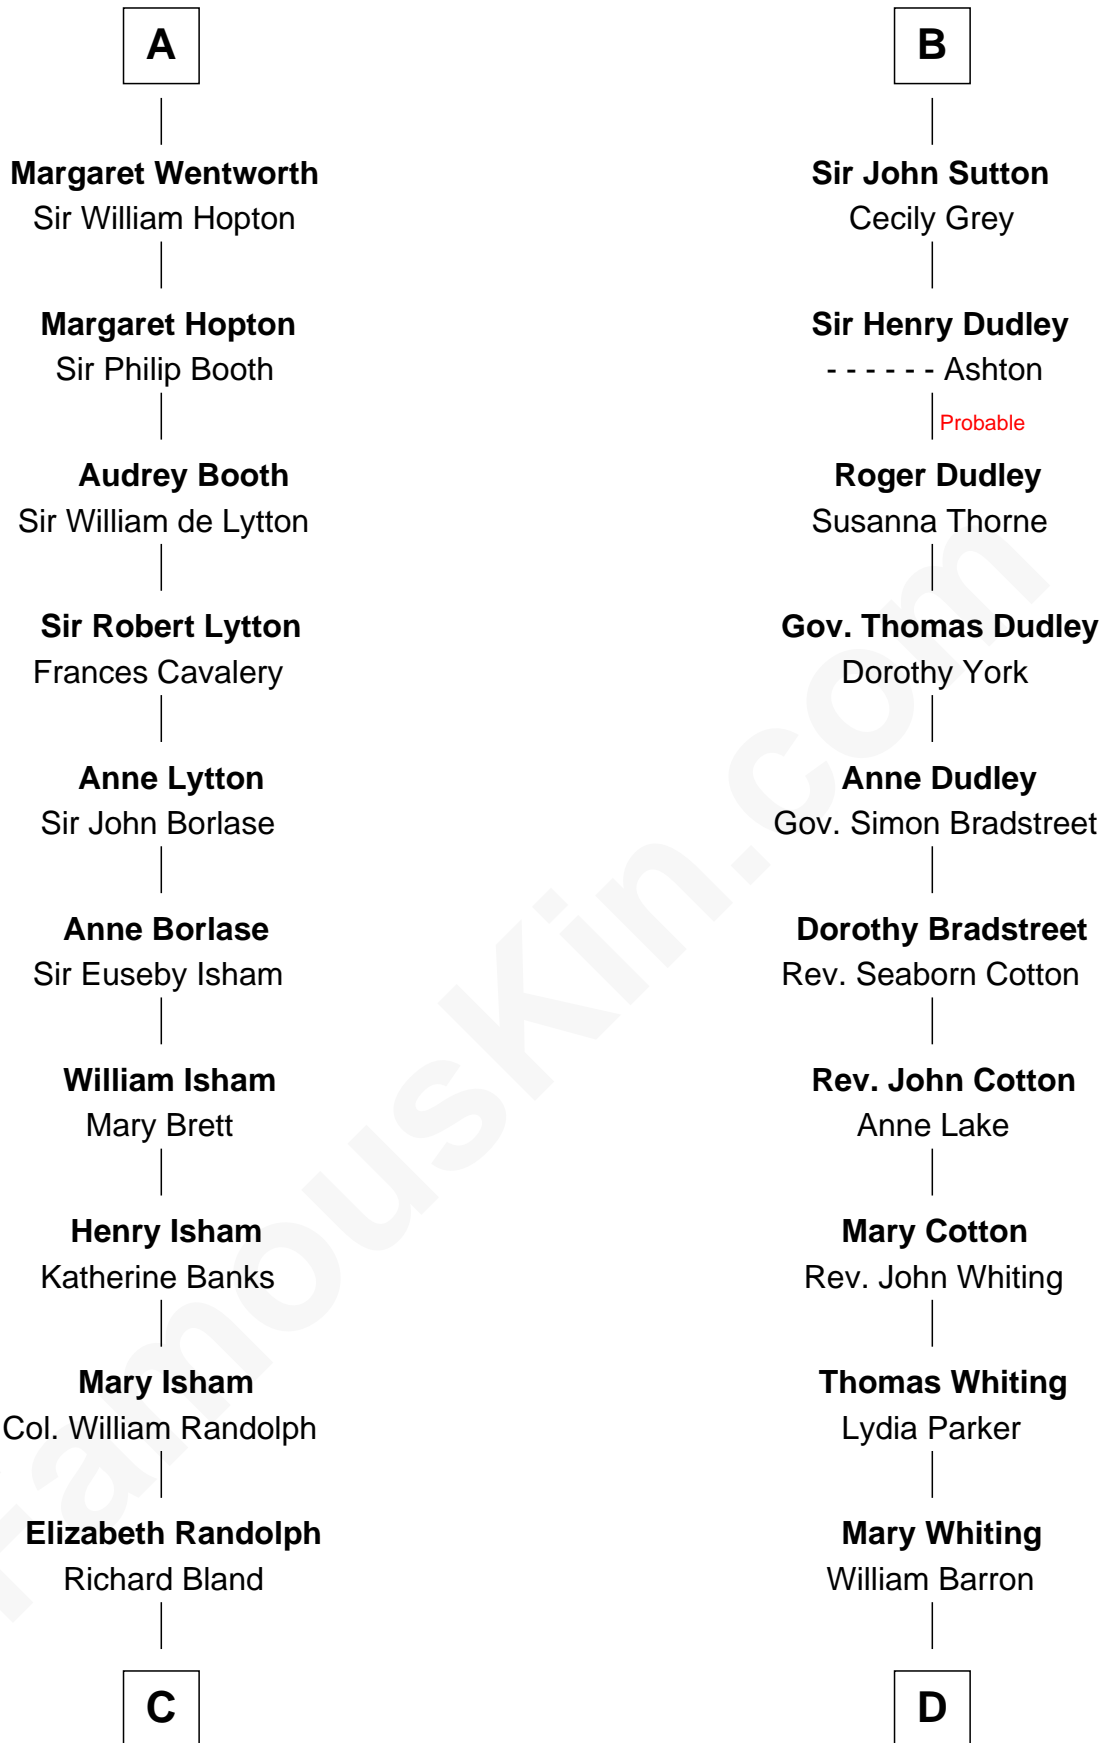 A
Margaret Wentworth
Sir William Hopton
Margaret Hopton
Sir Philip Booth
Audrey Booth
Sir William de Lytton
Sir Robert Lytton
Frances Cavalery
Anne Lytton
Sir John Borlase
Anne Borlase
Sir Euseby Isham
William Isham
Mary Brett
Henry Isham
Katherine Banks
Mary Isham
Col. William Randolph
Elizabeth Randolph
Richard Bland
C
B
Sir John Sutton
Cecily Grey
Sir Henry Dudley
- - - - - - Ashton
Probable
Roger Dudley
Susanna Thorne
Gov. Thomas Dudley
Dorothy York
Anne Dudley
Gov. Simon Bradstreet
Dorothy Bradstreet
Rev. Seaborn Cotton
Rev. John Cotton
Anne Lake
Mary Cotton
Rev. John Whiting
Thomas Whiting
Lydia Parker
Mary Whiting
William Barron
D
FamousKin.com